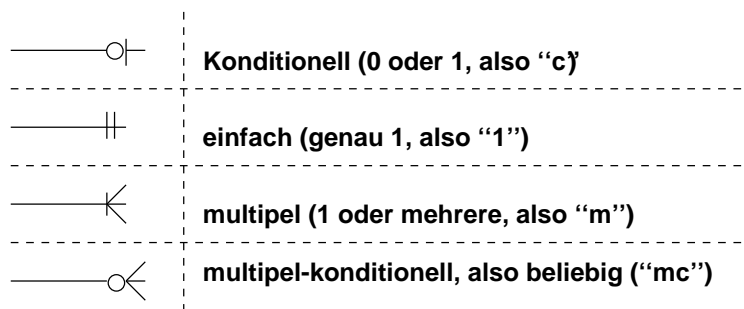 Konditionell (0 oder 1, also ‘‘c’’)
einfach (genau 1, also ‘‘1’’)
multipel (1 oder mehrere, also ‘‘m’’)
multipel-konditionell, also beliebig (‘‘mc’’)